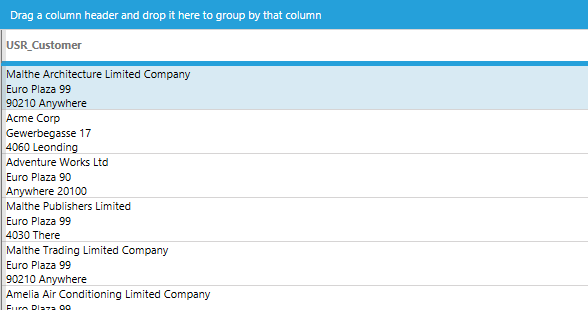 Drag a column header and drop it here to group by that column
USR_Customer
Malthe Architecture Limited Company
Euro Plaza 99
90210 Anywhere
Acme Corp
Gewerbegasse 17
4060 Leonding
Adventure Works Ltd
Euro Plaza 90
Anywhere 20100
Malthe Publishers Limited
Euro Plaza 99
4030 There
Malthe Trading Limited Company
Euro Plaza 99
90210 Anywhere
Amelia Air Conditioning Limited Company
Euro Plaza 99